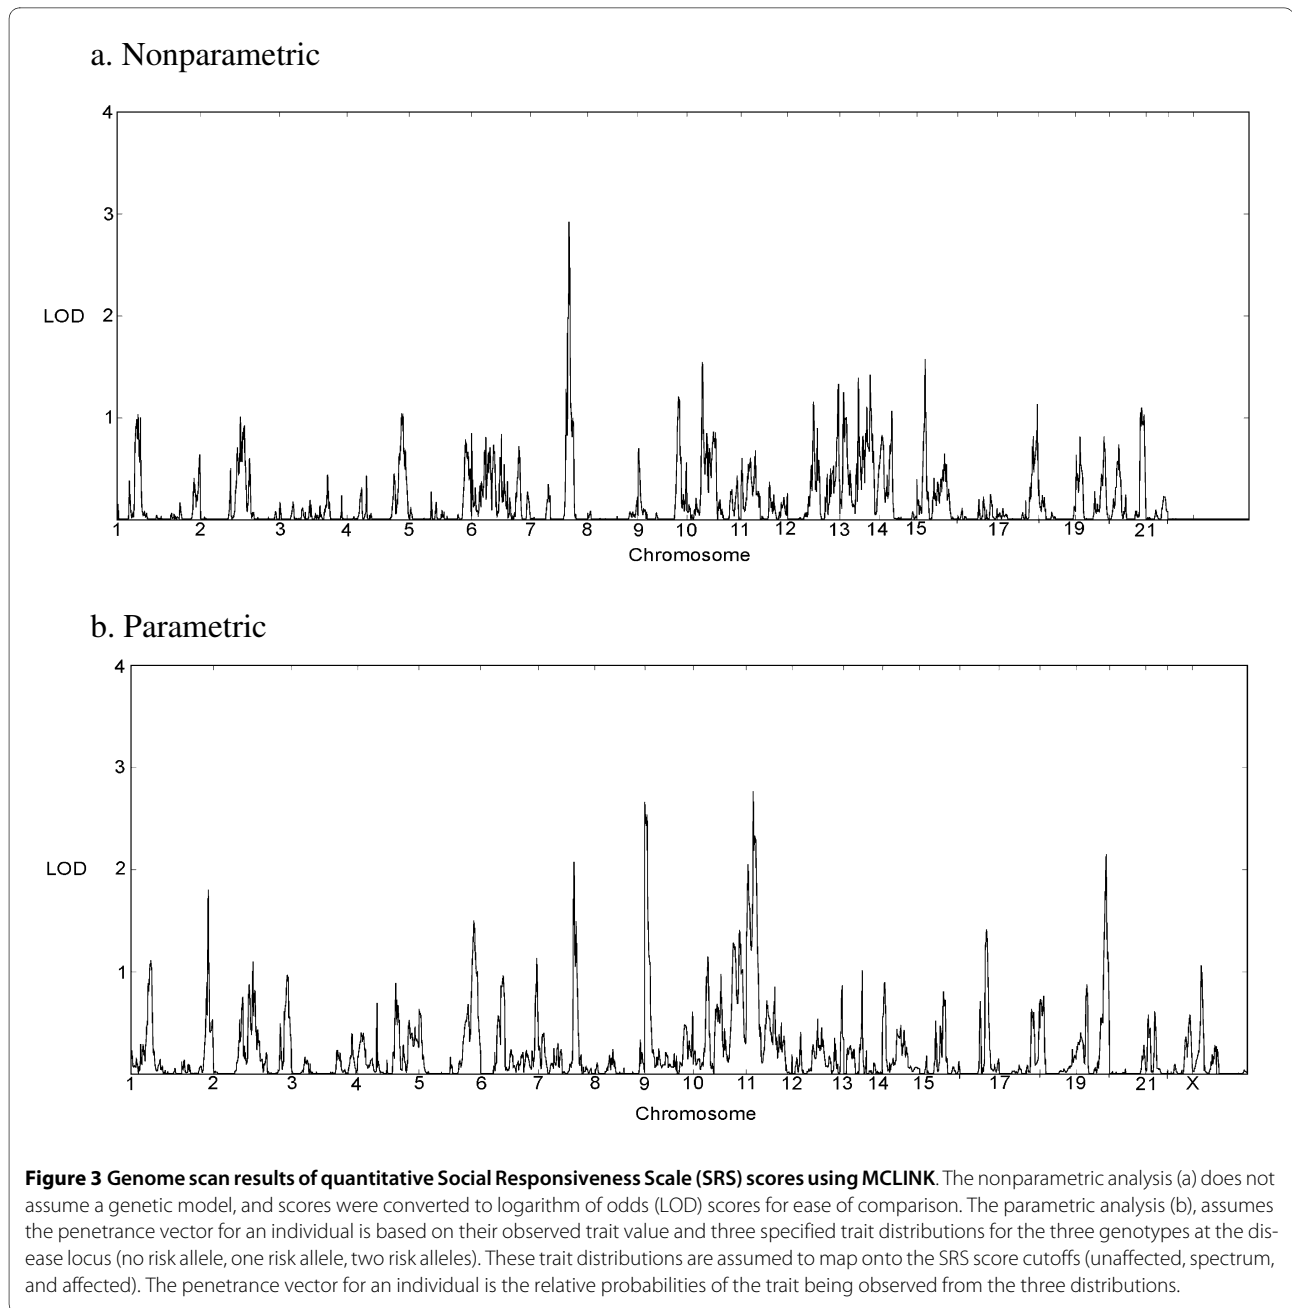 a. Nonparametric
4
3
LOD 2
1
1 2 3 4 5 6 7 8 9 10 11 12 13 14 15 17 19 21
Chromosome
b. Parametric
4
3
LOD 2
1
1 2 3 4 5 6 7 8 9 10 11 12 13 14 15 17 19 21 X
Chromosome
Figure 3 Genome scan results of quantitative Social Responsiveness Scale (SRS) scores using MCLINK. The nonparametric analysis (a) does not
assume a genetic model, and scores were converted to logarithm of odds (LOD) scores for ease of comparison. The parametric analysis (b), assumes
the penetrance vector for an individual is based on their observed trait value and three specified trait distributions for the three genotypes at the dis-
ease locus (no risk allele, one risk allele, two risk alleles). These trait distributions are assumed to map onto the SRS score cutoffs (unaffected, spectrum,
and affected). The penetrance vector for an individual is the relative probabilities of the trait being observed from the three distributions.